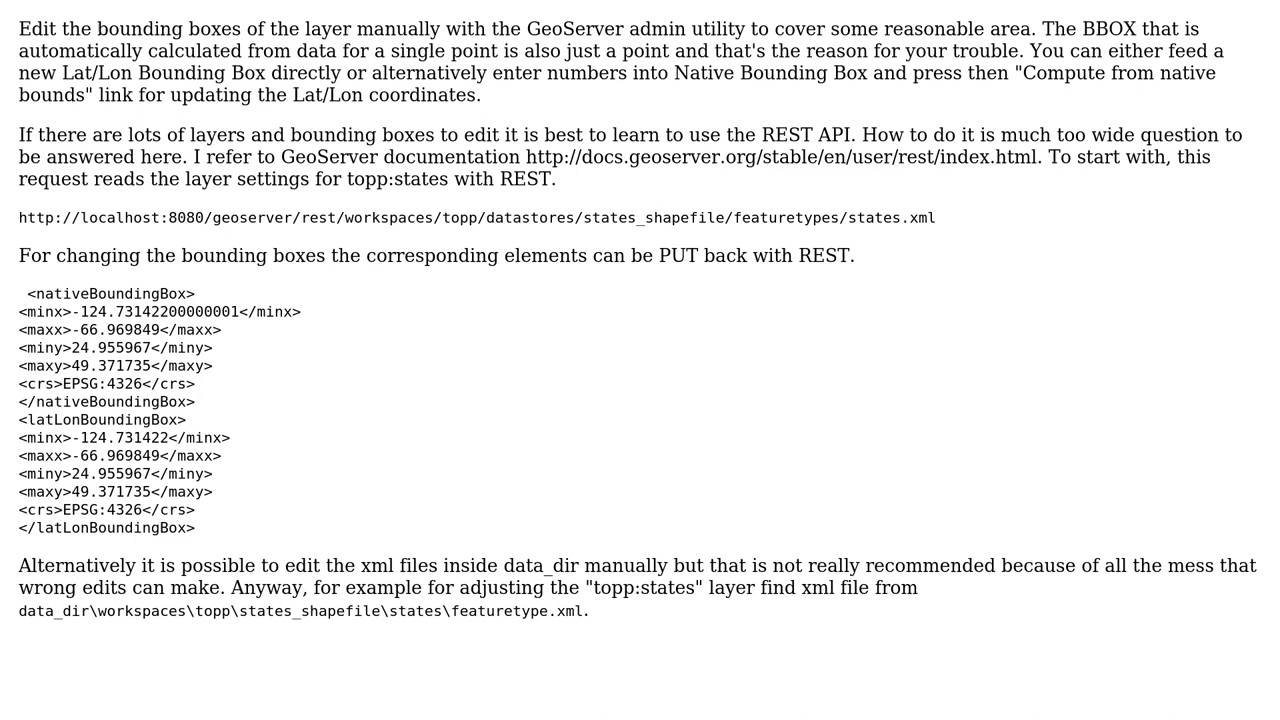 Edit the bounding boxes of the layer manually with the GeoServer admin utility to cover some reasonable area. The BBOX that is
automatically calculated from data for a single point is also just a point and that's the reason for your trouble. You can either feed a
new Lat/Lon Bounding Box directly or alternatively enter numbers into Native Bounding Box and press then "Compute from native
bounds" link for updating the Lat/Lon coordinates.
If there are lots of layers and bounding boxes to edit it is best to learn to use the REST API. How to do it is much too wide question to
be answered here. I refer to GeoServer documentation http://docs.geoserver.org/stable/en/user/rest/index.html. To start with, this
request reads the layer settings for topp:states with REST.
http://localhost:8080/geoserver/rest/workspaces/topp/datastores/states_shapefile/featuretypes/states.xml
For changing the bounding boxes the corresponding elements can be PUT back with REST.
<nativeBoundingBox>
<minx>-124.73142200000001</minx>
<maxx>-66.969849</maxx>
<miny>24.955967</miny>
<maxy>49.371735</maxy>
<crs>EPSG:4326</crs>
</nativeBoundingBox>
<latLonBoundingBox>
<minx>-124.731422</minx>
<maxx>-66.969849</maxx>
<miny>24.955967</miny>
<maxy>49.371735</maxy>
<crs>EPSG:4326</crs>
</latLonBoundingBox>
Alternatively it is possible to edit the xml files inside data_dir manually but that is not really recommended because of all the mess that
wrong edits can make. Anyway, for example for adjusting the "topp:states" layer find xml file from
data_dir\workspaces\topp\states_shapefile\states\featuretype.xml.